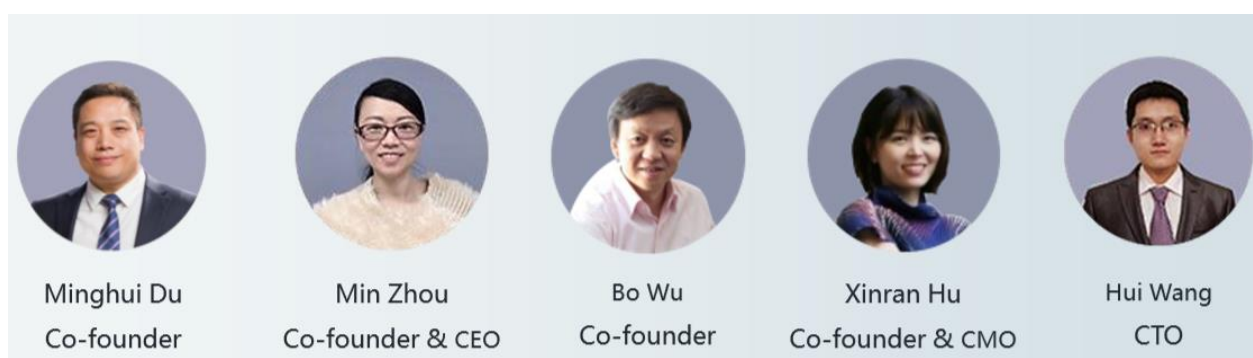 Minghui Du
Co-founder
Min Zhou
Co-founder & CEO
Bo Wu
Co-founder
Xinran Hu
Co-founder & CMO
Hui Wang
CTO